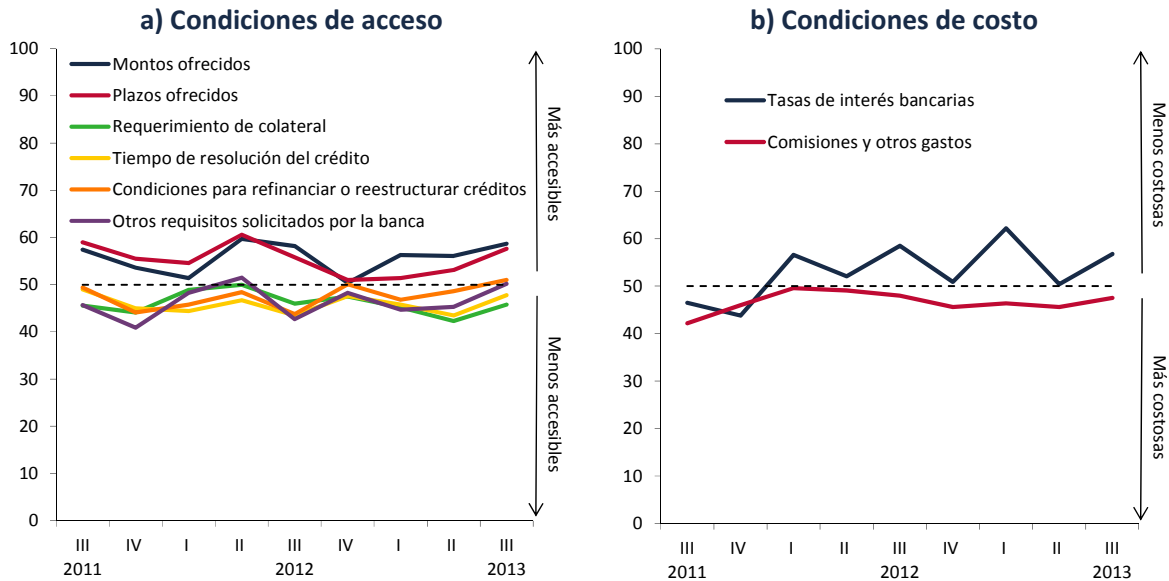 a) Condiciones de acceso
100
90
80
70
60
50
40
30
20
10
0
Montos ofrecidos
Plazos ofrecidos
Requerimiento de colateral
Tiempo de resolución del crédito
Condiciones para refinanciar o reestructurar créditos
Otros requisitos solicitados por la banca
Más accesibles
Menos accesibles
III IV I II III IV I II III
2011 2012 2013
b) Condiciones de costo
100
90
80
70
60
50
40
30
20
10
0
Tasas de interés bancarias
Comisiones y otros gastos
Menos costosas
Más costosas
III IV I II III IV I II III
2011 2012 2013